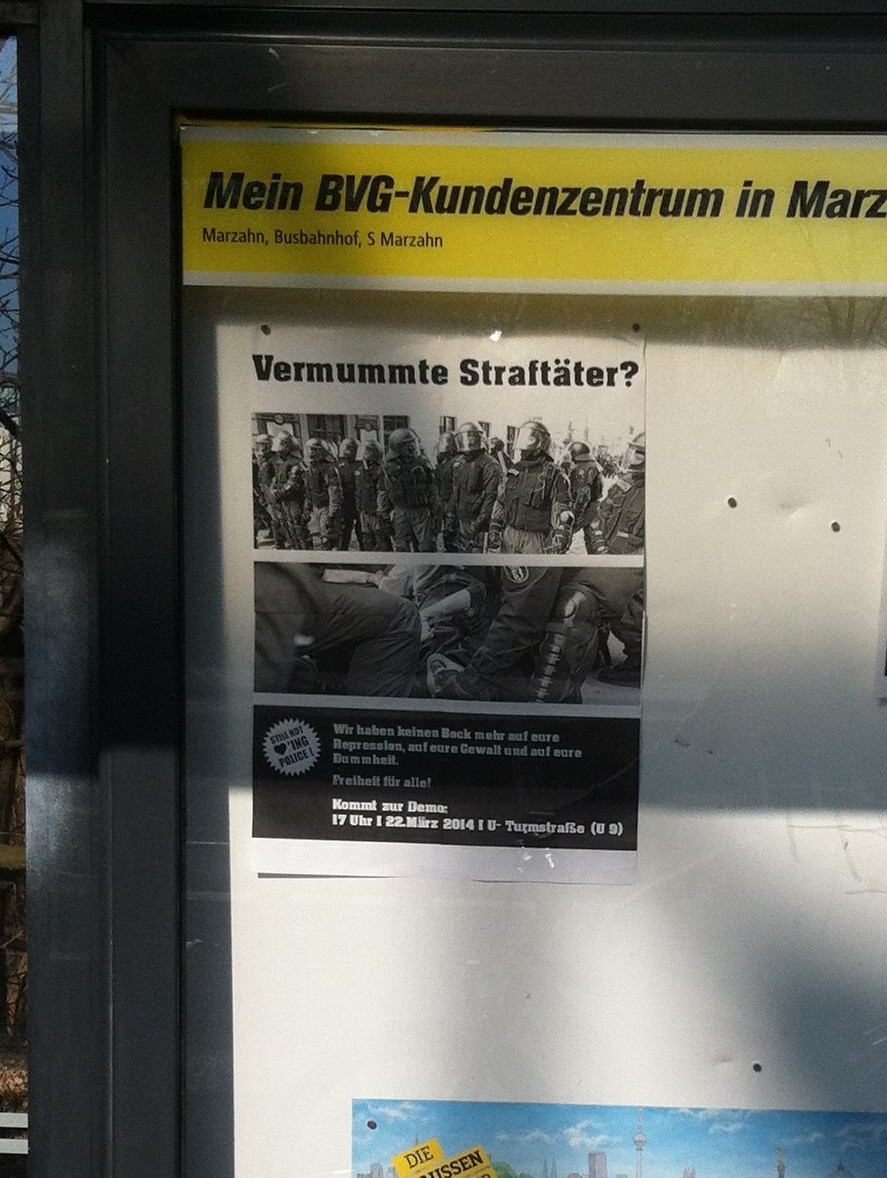 Mein BVG-Kundenzentrum in Marz
Marzahn, Busbahnhof, S Marzahn
Vermummte Straftäter?
STILL NOT
♥'ING
POLICE!
Wir haben keinen Bock mehr auf eure
Repression, auf eure Gewalt und auf eure
Dummheit.
Freiheit für alle!
Kommt zur Demo:
17 Uhr I 22.März 2014 I U- Turmstraße (U 9)
DIE